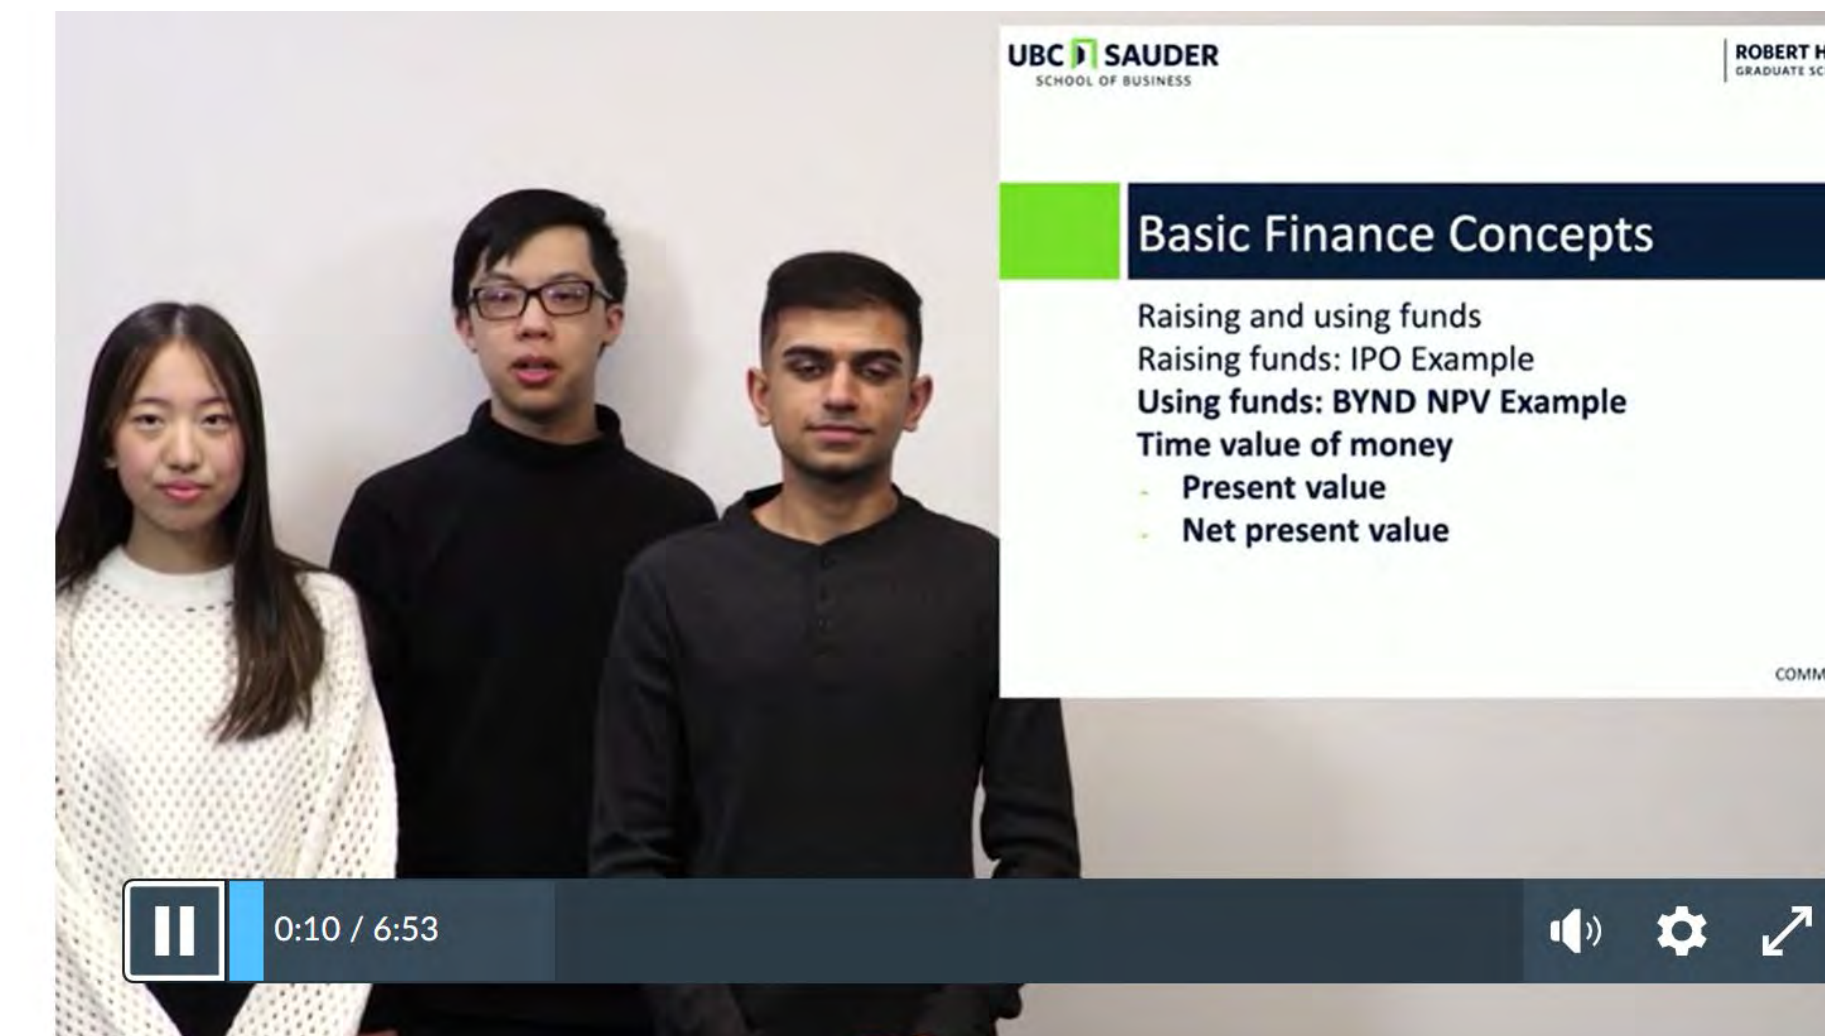 UBC SAUDER
SCHOOL OF BUSINESS
ROBERT H
GRADUATE SC
Basic Finance Concepts
Raising and using funds
Raising funds: IPO Example
Using funds: BYND NPV Example
Time value of money
- Present value
- Net present value
COMM
0:10 / 6:53